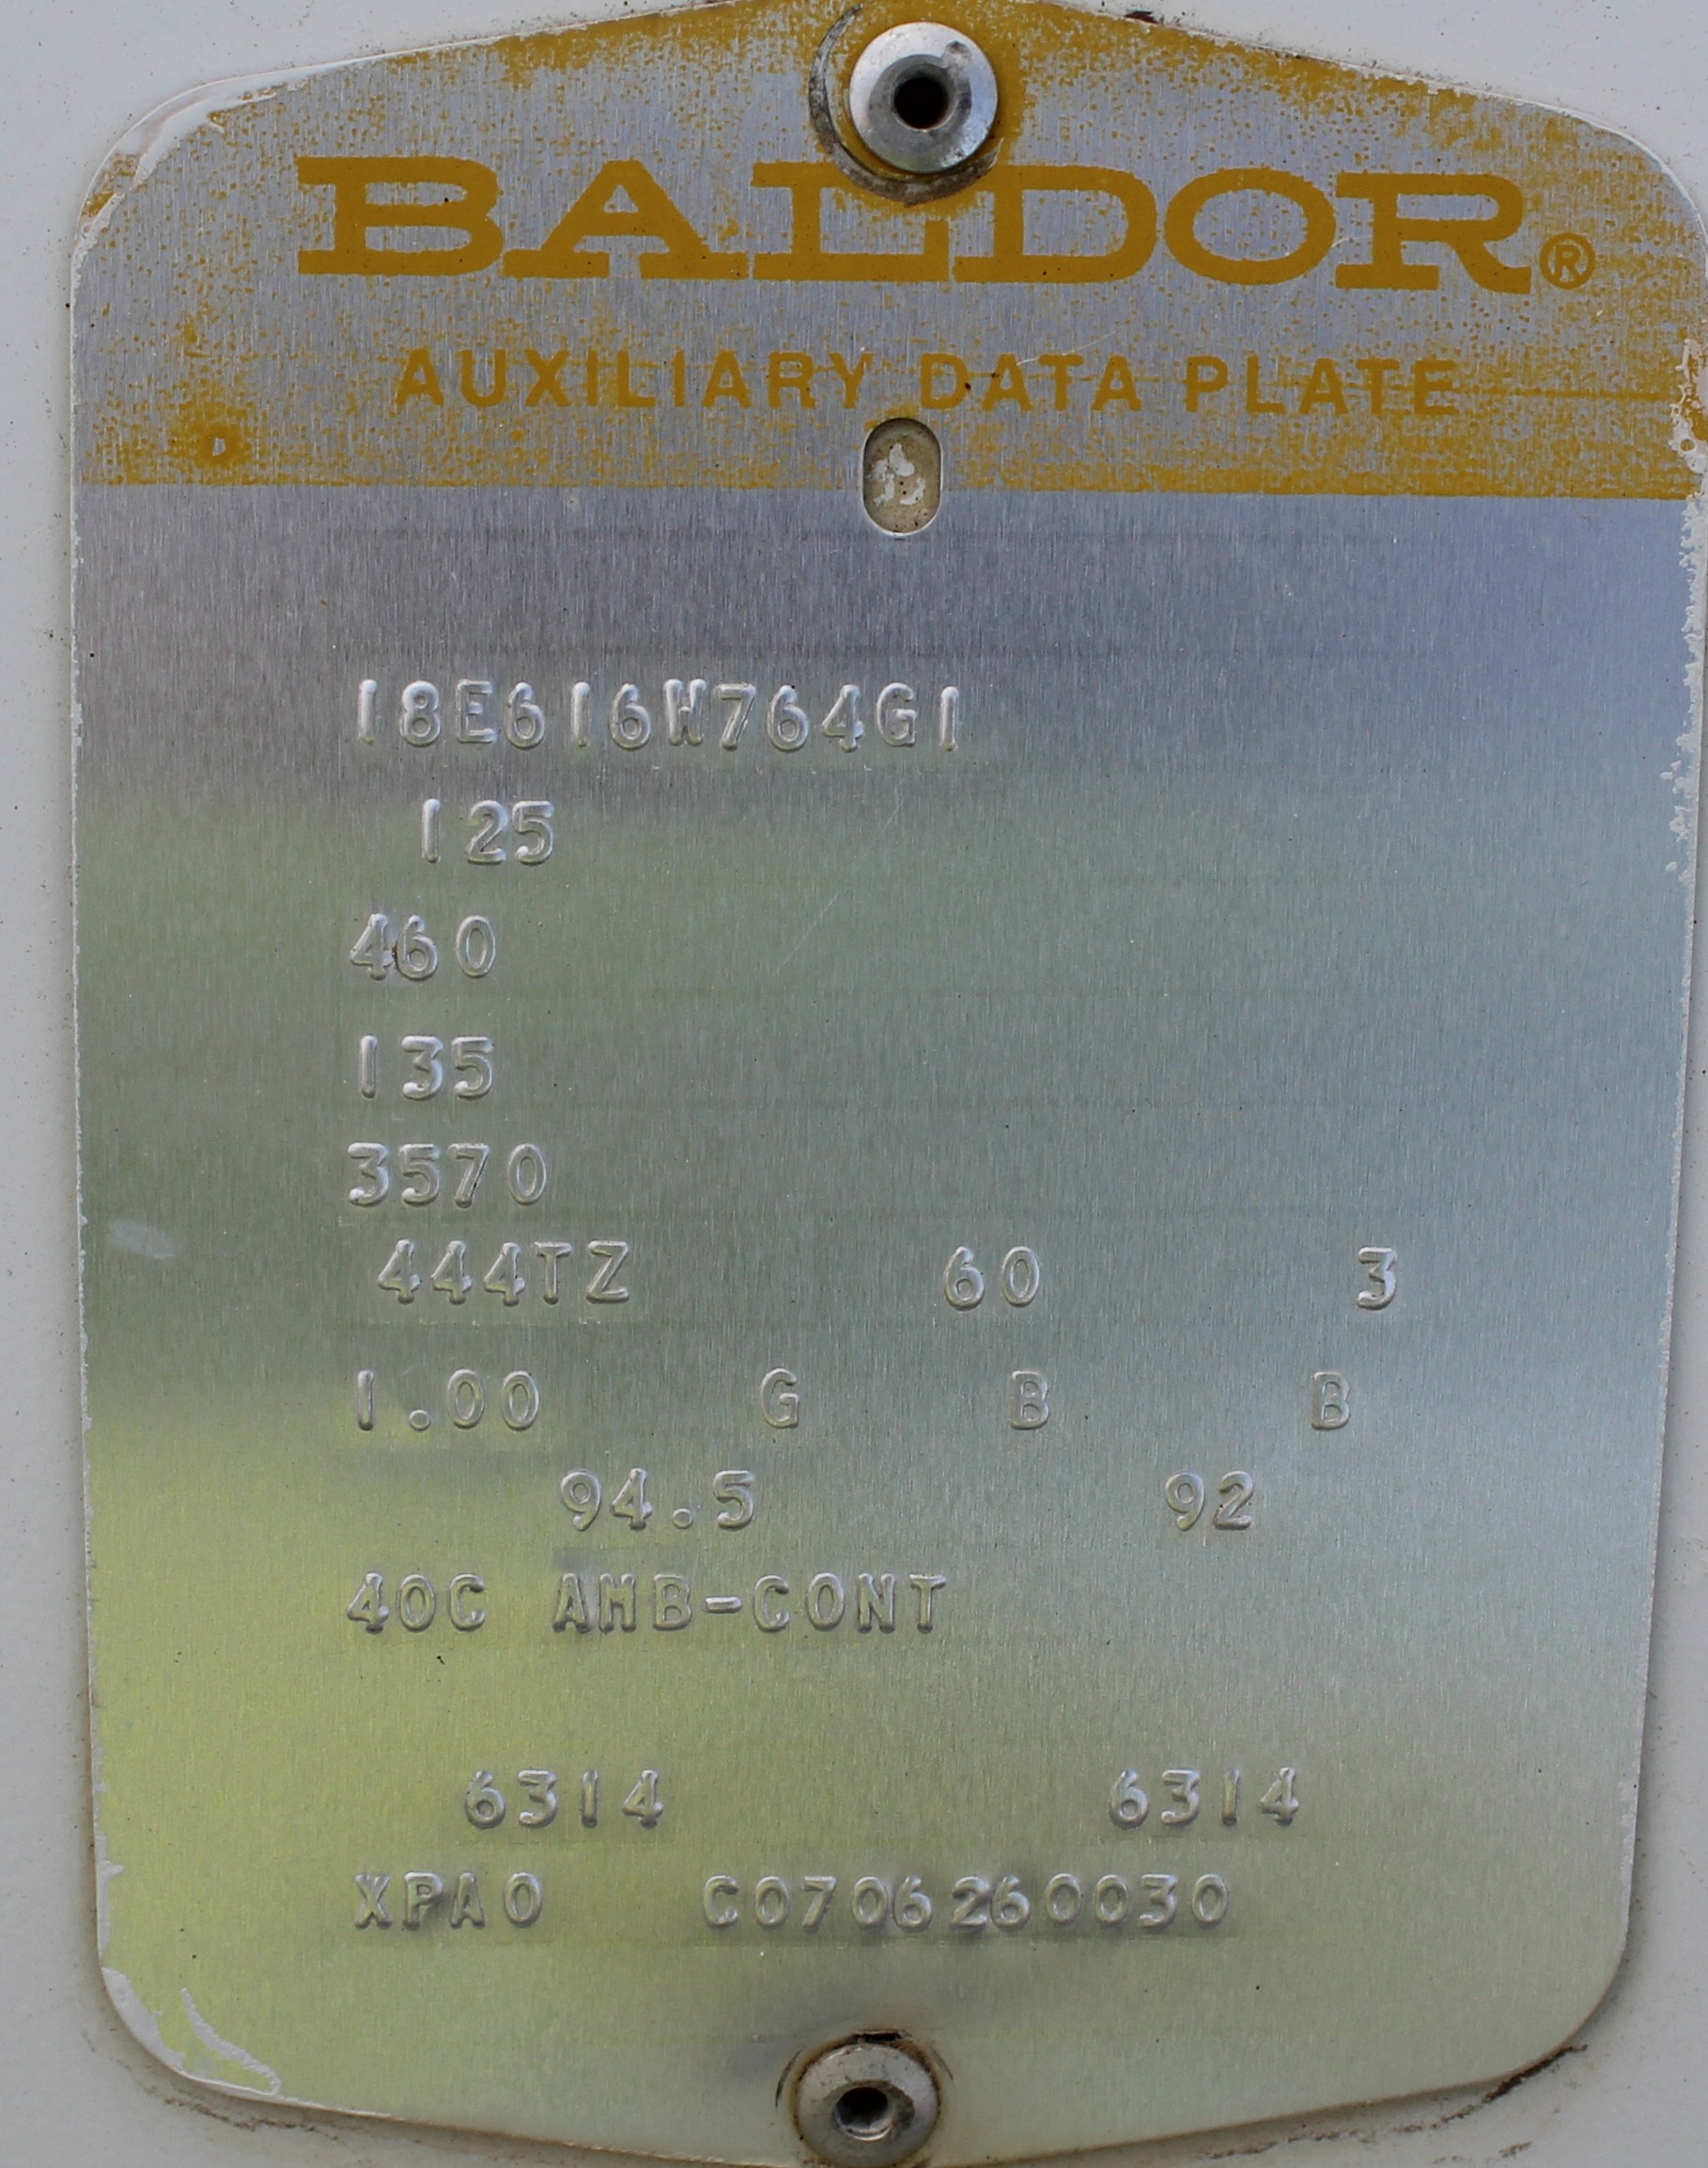 BALDOR®
AUXILIARY DATA PLATE
18E616W764G1
125
460
135
3570
444TZ 60 3
1.00 G B B
94.5 92
40C AMB-CONT
6314 6314
XPAO C0706260030